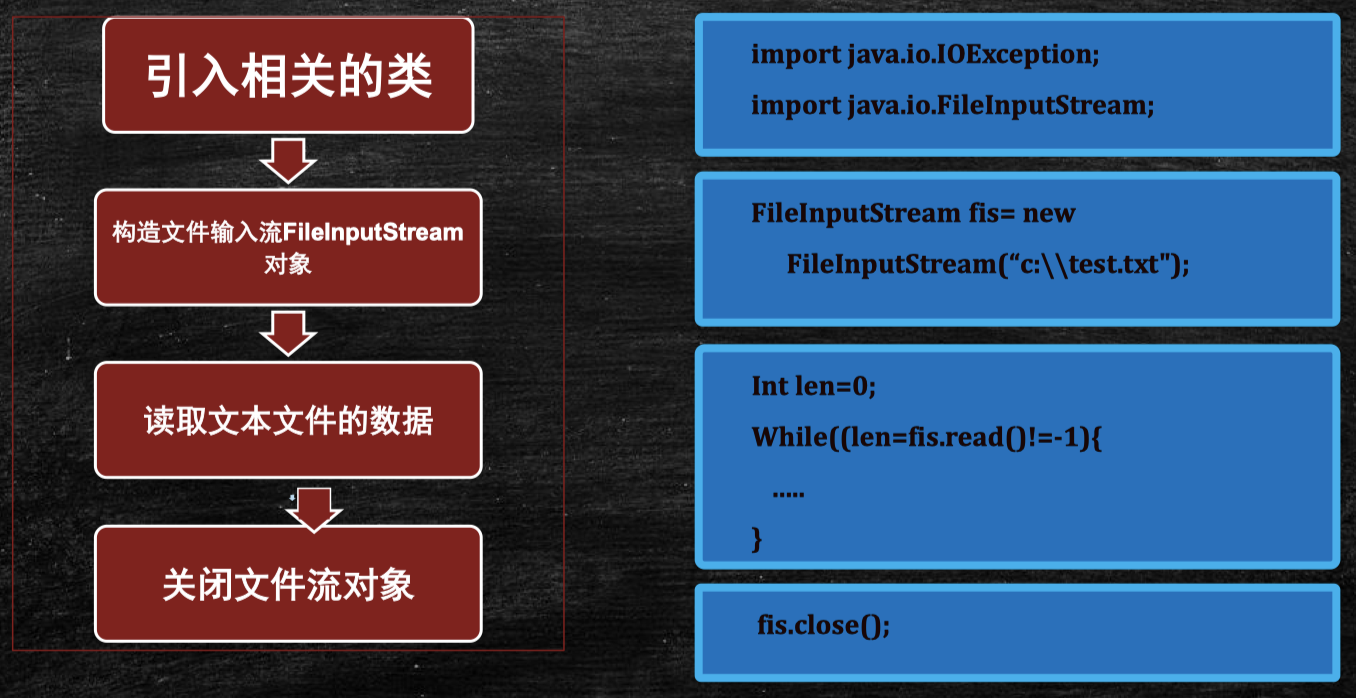 引入相关的类
构造文件输入流FileInputStream
对象
读取文本文件的数据
关闭文件流对象
import java.io.IOException;
import java.io.FileInputStream;
FileInputStream fis= new
FileInputStream(“c:\\test.txt");
Int len=0;
While((len=fis.read()!=-1){
.....
}
fis.close();